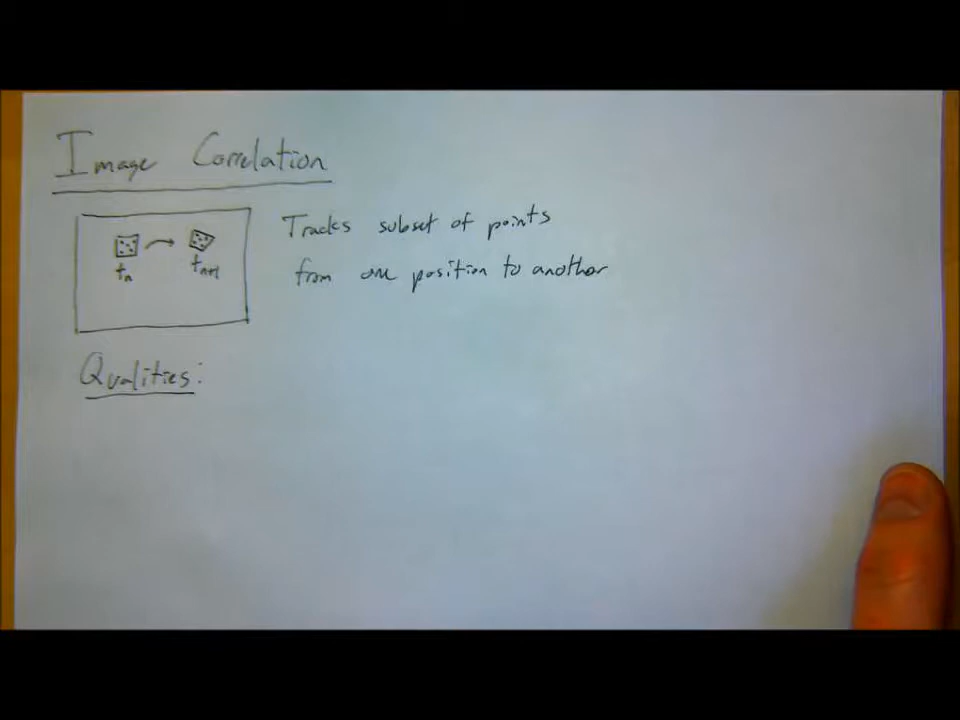 Image Correlation
Tracks subset of points
from one position to another
tn tn+1
Qualities: